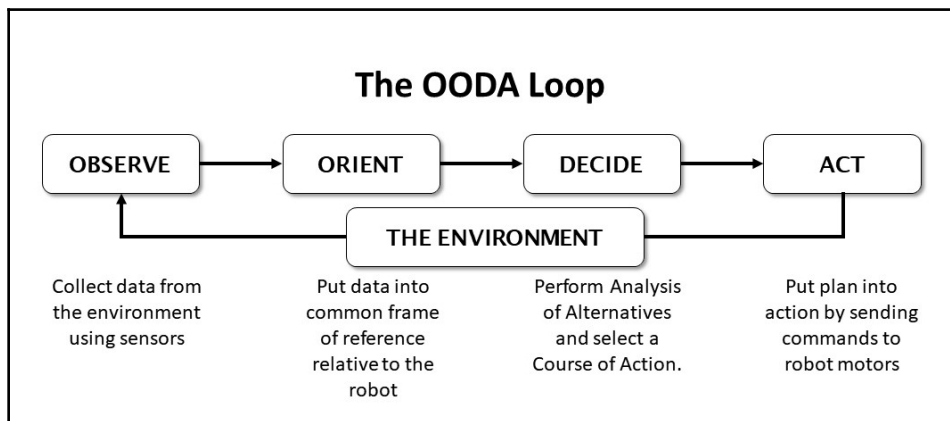 The OODA Loop
OBSERVE
ORIENT
DECIDE
ACT
THE ENVIRONMENT
Collect data from
the environment
using sensors
Put data into
common frame
of reference
relative to the
robot
Perform Analysis
of Alternatives
and select a
Course of Action.
Put plan into
action by sending
commands to
robot motors